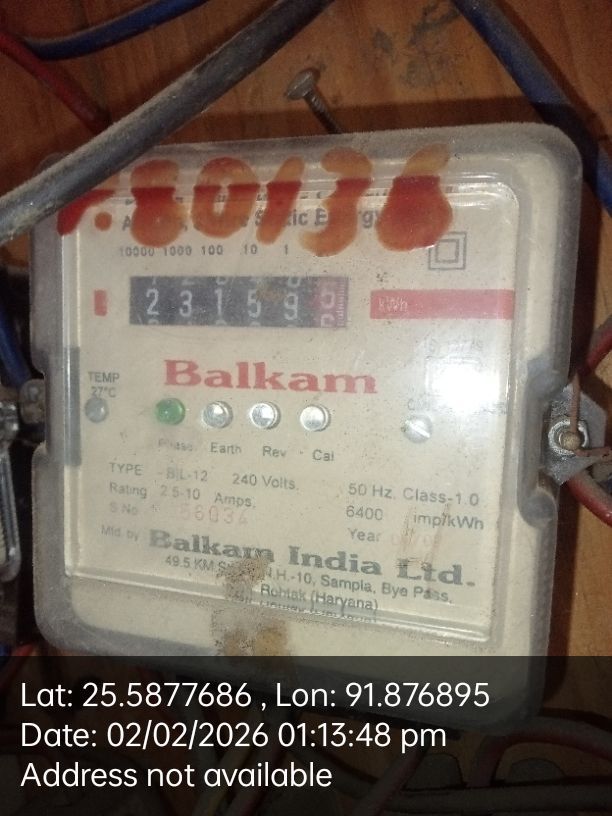 80136
10000 1000 100 10 1
2 3 1 5 9 6
kWh
Balkam
TEMP
27°C
Phase Earth Rev Cal
TYPE - BIL-12 240 Volts.
50 Hz. Class-1.0
Rating 2.5-10 Amps.
6400 imp/kWh
S.No.
Year
Mfd. by Balkam India Ltd.
49.5 KM N.H.-10, Sampla, Bye Pass,
Rohtak (Haryana)
Lat: 25.5877686 , Lon: 91.876895
Date: 02/02/2026 01:13:48 pm
Address not available